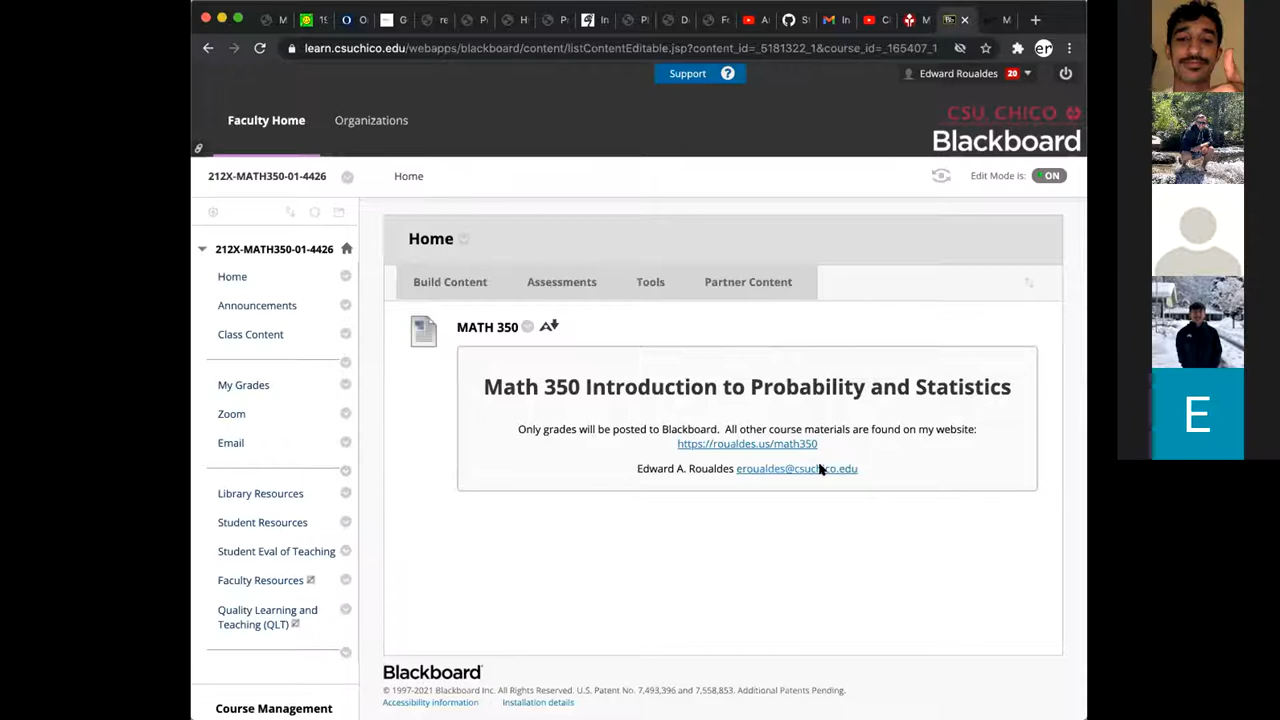 learn.csuchico.edu/webapps/blackboard/content/listContentEditable.jsp?content_id=_5181322_1&course_id=_165407_1
er
Support ?
Edward Roualdes 20
Faculty Home Organizations
CSU, CHICO
Blackboard
212X-MATH350-01-4426
Home
Edit Mode is: ON
212X-MATH350-01-4426
Home
Announcements
Class Content
My Grades
Zoom
Email
Library Resources
Student Resources
Student Eval of Teaching
Faculty Resources
Quality Learning and
Teaching (QLT)
Course Management
Home
Build Content Assessments Tools Partner Content
MATH 350
Math 350 Introduction to Probability and Statistics
Only grades will be posted to Blackboard. All other course materials are found on my website:
https://roualdes.us/math350
Edward A. Roualdes eroualdes@csuchico.edu
Blackboard
© 1997-2021 Blackboard Inc. All Rights Reserved. U.S. Patent No. 7,493,396 and 7,558,853. Additional Patents Pending.
Accessibility information Installation details
E